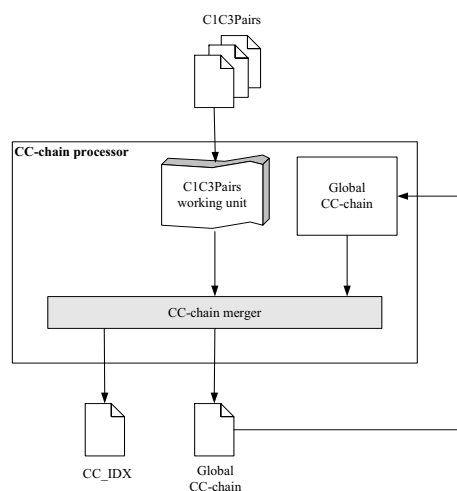 C1C3Pairs
CC-chain processor
C1C3Pairs
working unit
Global
CC-chain
CC-chain merger
CC_IDX
Global
CC-chain